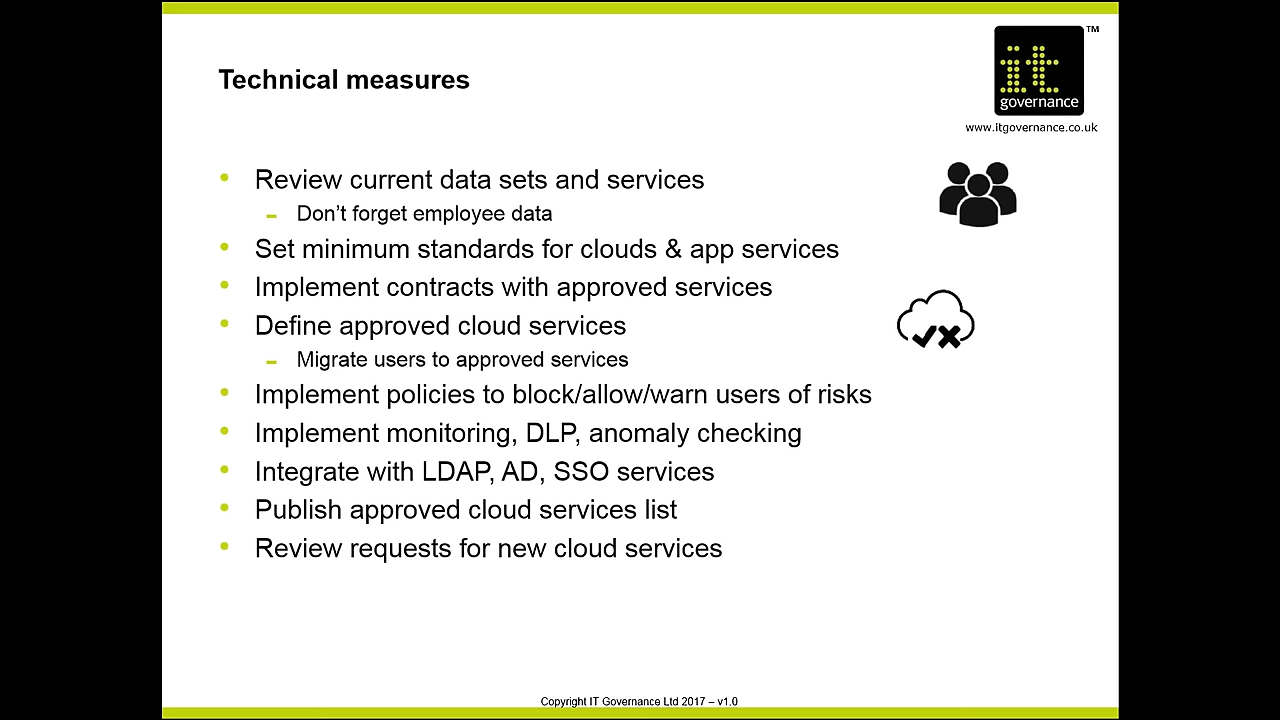 Technical measures
it
governance
™
www.itgovernance.co.uk
• Review current data sets and services
– Don't forget employee data
• Set minimum standards for clouds & app services
• Implement contracts with approved services
• Define approved cloud services
– Migrate users to approved services
• Implement policies to block/allow/warn users of risks
• Implement monitoring, DLP, anomaly checking
• Integrate with LDAP, AD, SSO services
• Publish approved cloud services list
• Review requests for new cloud services
Copyright IT Governance Ltd 2017 – v1.0